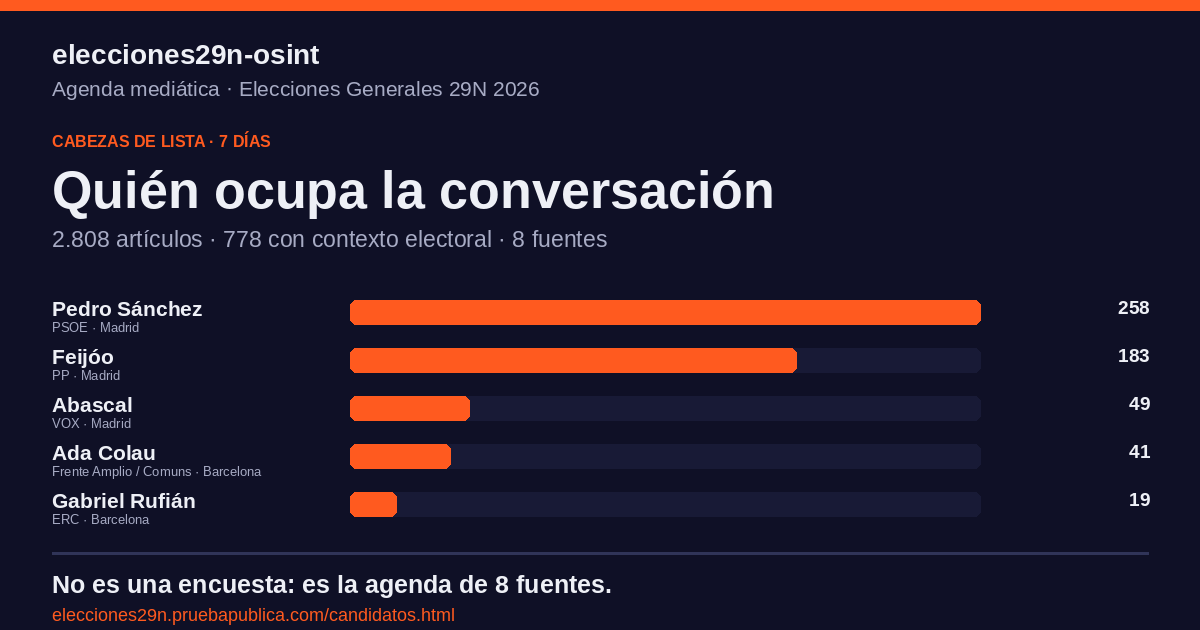 elecciones29n-osint
Agenda mediática · Elecciones Generales 29N 2026
CABEZAS DE LISTA · 7 DÍAS
Quién ocupa la conversación
2.808 artículos · 778 con contexto electoral · 8 fuentes
Pedro Sánchez 258
PSOE · Madrid
Feijóo 183
PP · Madrid
Abascal 49
VOX · Madrid
Ada Colau 41
Frente Amplio / Comuns · Barcelona
Gabriel Rufián 19
ERC · Barcelona
No es una encuesta: es la agenda de 8 fuentes.
elecciones29n.pruebapublica.com/candidatos.html